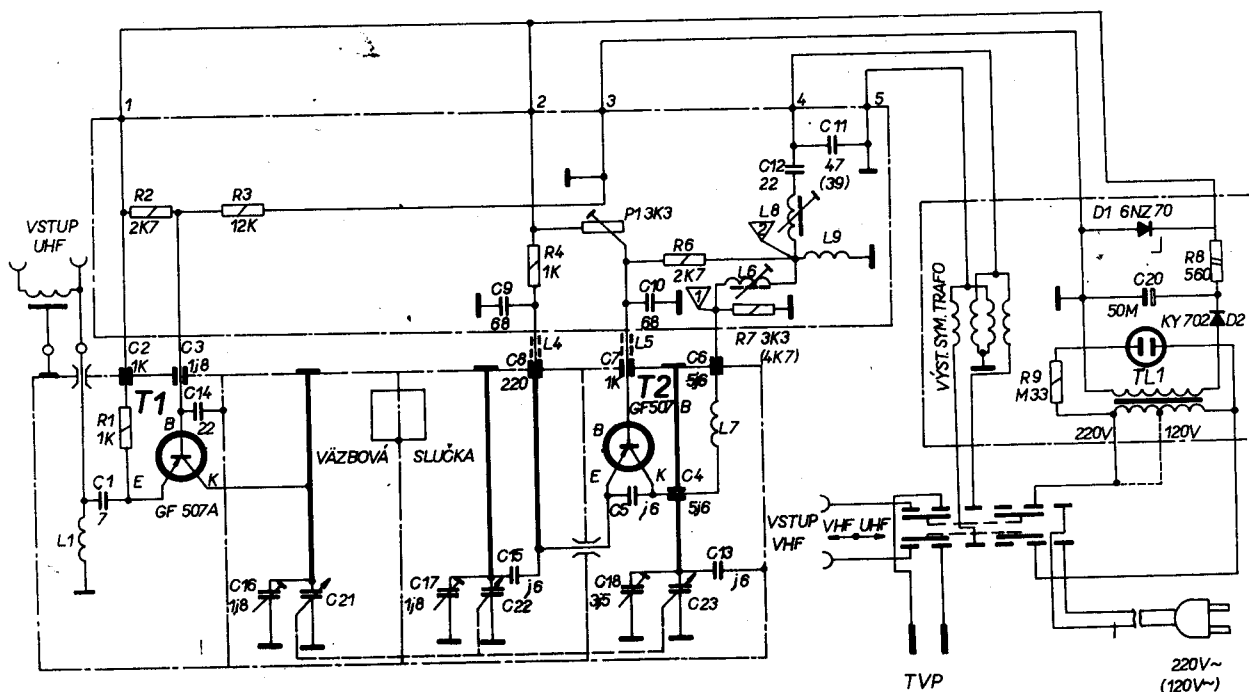 1
2
3
4
5
C11
47
(39)
C12
22
R2
2K7
R3
12K
P1 3K3
L8
2
L9
D1 6NZ70
R8
560
VSTUP
UHF
R4
1K
R6
2K7
L6
1
C9
68
C10
68
R7 3K3
(4K7)
C20
50M
KY702
D2
VÝST. SYM. TRAFO
TL1
R9
M33
220V
120V
C2
1K
C3
1j8
T1
C14
22
R1
1K
B
E
K
GF 507A
C1
7
L1
L4
L5
C8
220
C7
1K
T2
GF507 B
C6
5j6
L7
B
E
K
C4
5j6
C5
j6
VÄZBOVÁ SLUČKA
C15
j6
C13
j6
C16
1j8
C21
C17
1j8
C22
C18
3j5
C23
VSTUP
VHF
VHF UHF
TVP
220V~
(120V~)